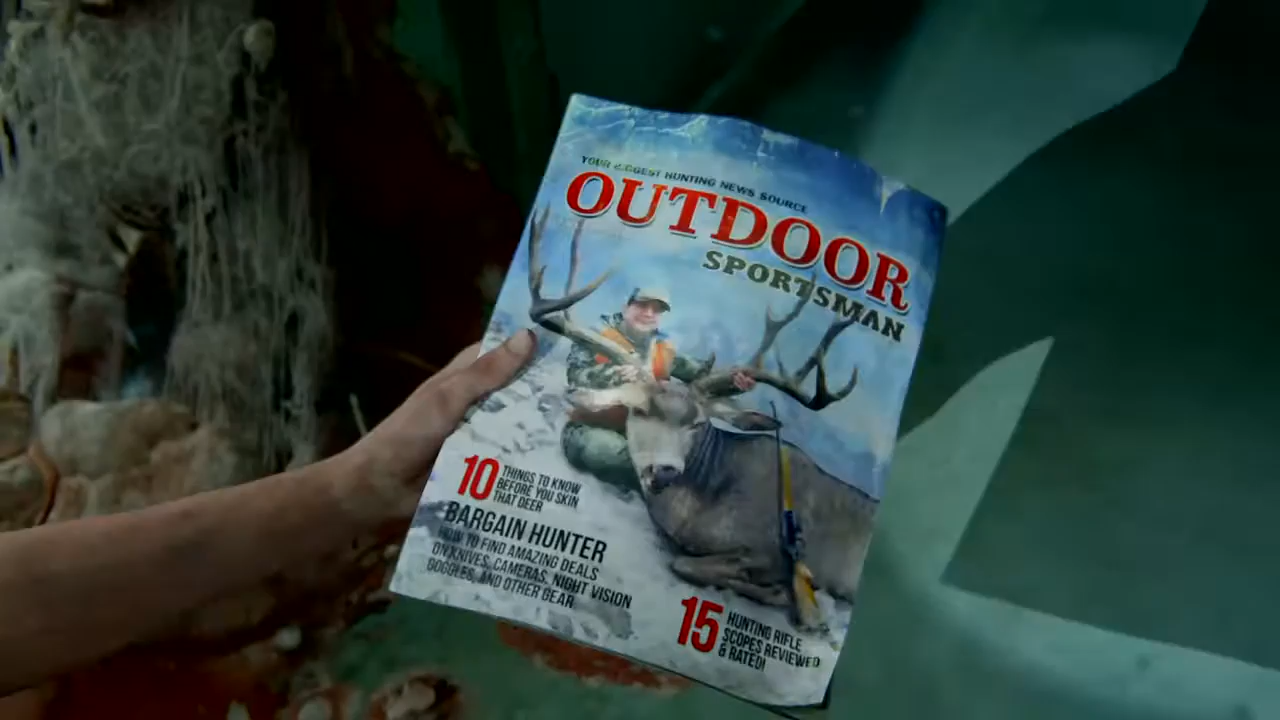 YOUR BIGGEST HUNTING NEWS SOURCE
OUTDOOR
SPORTSMAN
10
THINGS TO KNOW
BEFORE YOU SKIN
THAT DEER
BARGAIN HUNTER
HOW TO FIND AMAZING DEALS
ON KNIVES, CAMERAS, NIGHT VISION
GOGGLES, AND OTHER GEAR
15
HUNTING RIFLE
SCOPES REVIEWED
& RATED!